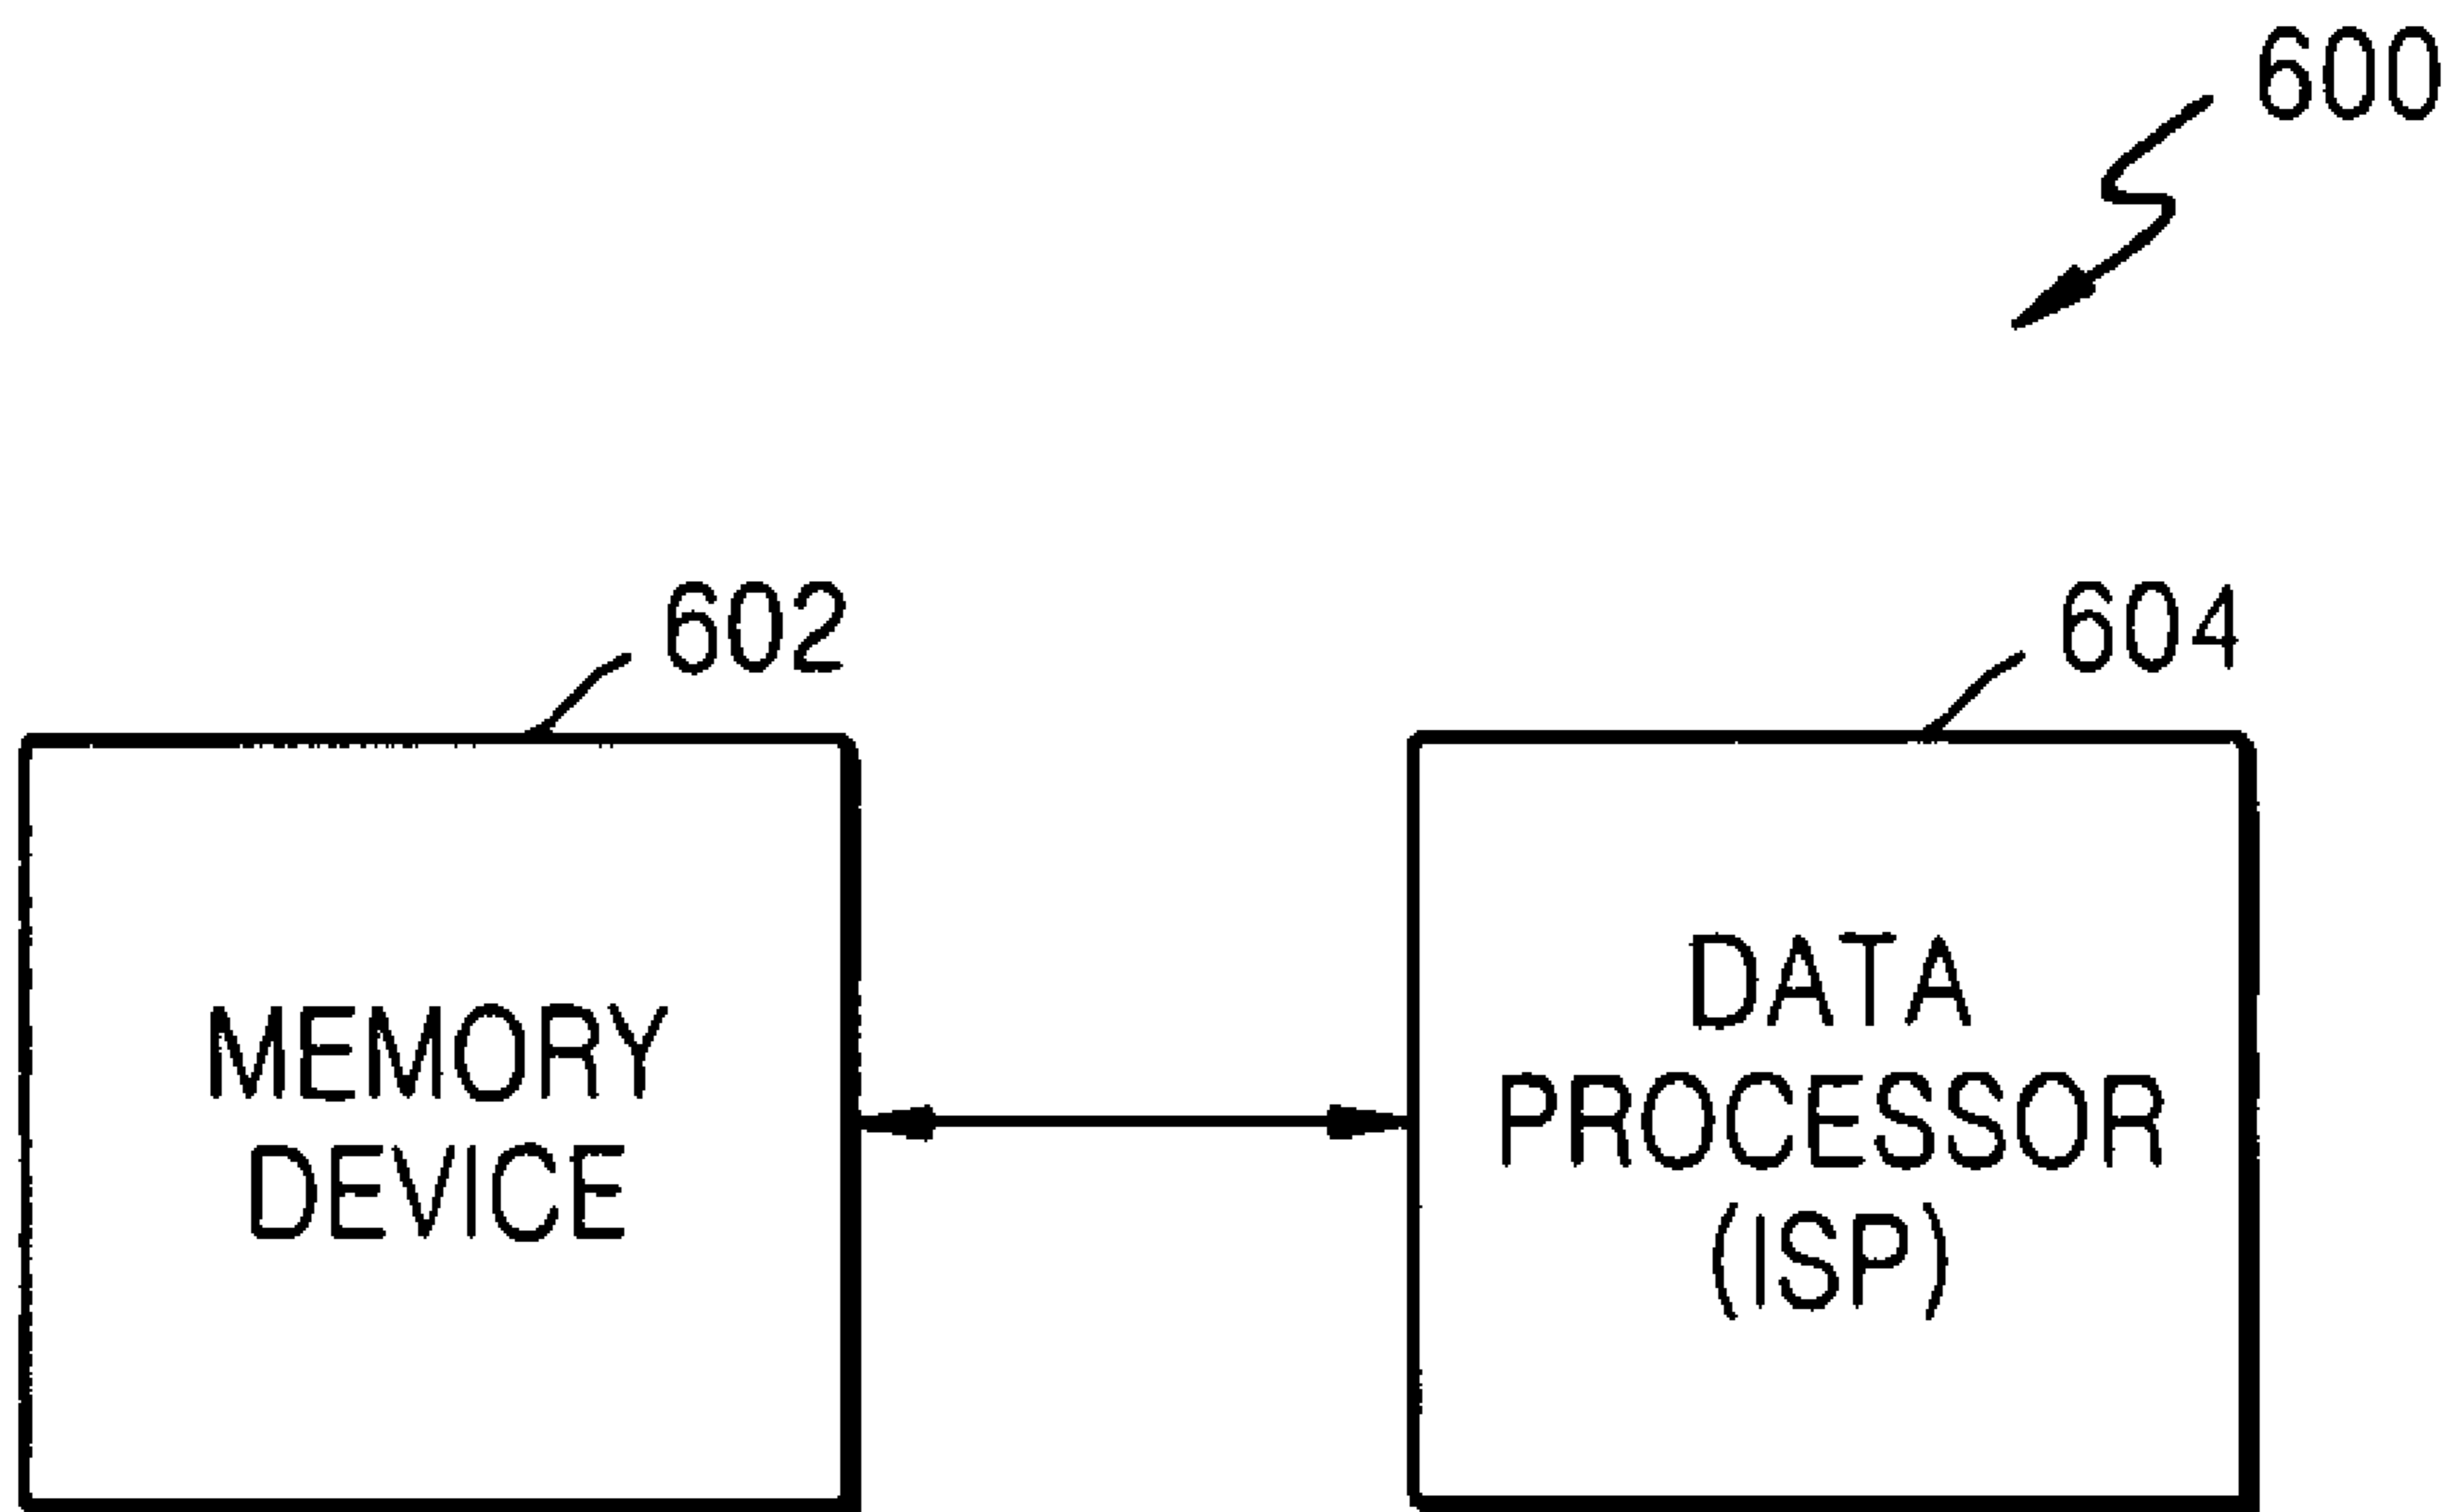 600
602
604
MEMORY
DEVICE
DATA
PROCESSOR
(ISP)